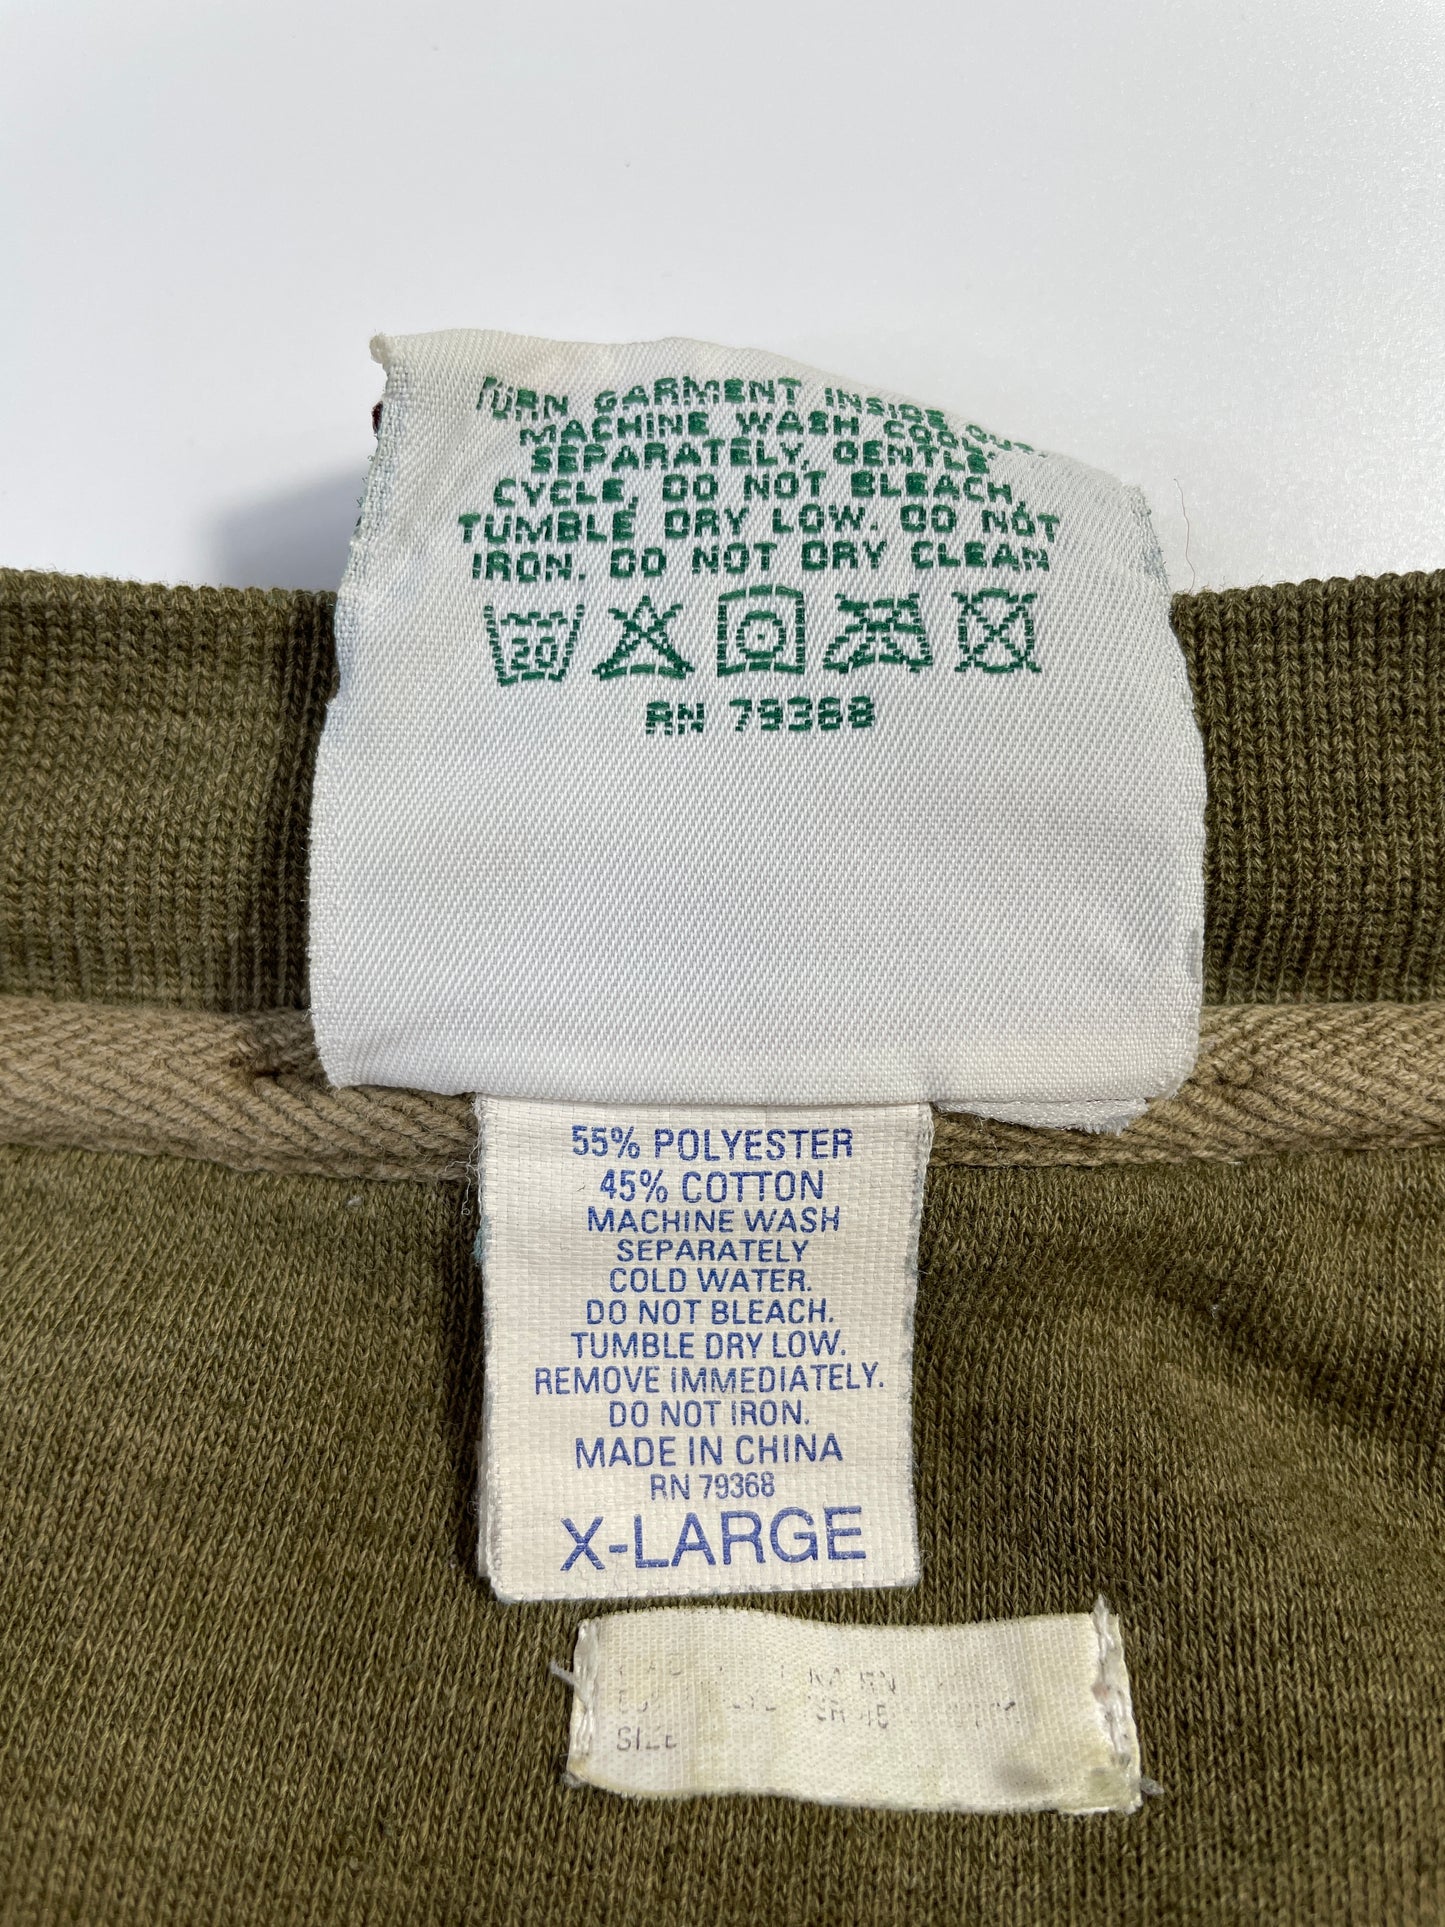 TURN GARMENT INSIDE OUT.
MACHINE WASH COOL,
SEPARATELY, GENTLE
CYCLE, DO NOT BLEACH,
TUMBLE DRY LOW. DO NOT
IRON. DO NOT DRY CLEAN
20
RN 79368
55% POLYESTER
45% COTTON
MACHINE WASH
SEPARATELY
COLD WATER.
DO NOT BLEACH.
TUMBLE DRY LOW.
REMOVE IMMEDIATELY.
DO NOT IRON.
MADE IN CHINA
RN 79368
X-LARGE
SIZE